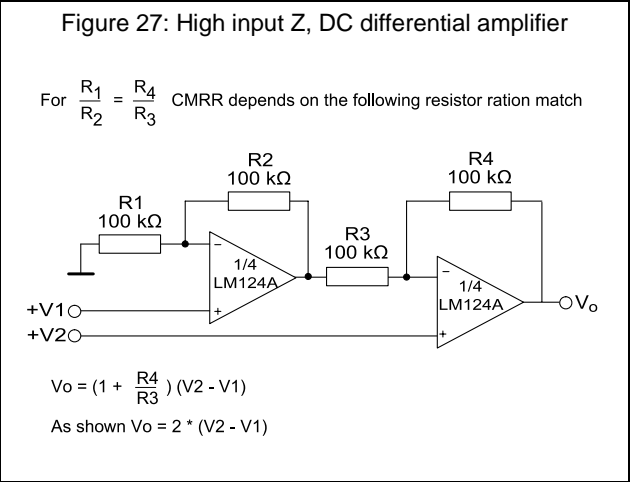 Figure 27: High input Z, DC differential amplifier
For R1/R2 = R4/R3 CMRR depends on the following resistor ration match
R2
100 kΩ
R4
100 kΩ
R1
100 kΩ
R3
100 kΩ
−
1/4
LM124A
+
−
1/4
LM124A
+
+V1
+V2
Vo
Vo = (1 + R4/R3 ) (V2 - V1)
As shown Vo = 2 * (V2 - V1)